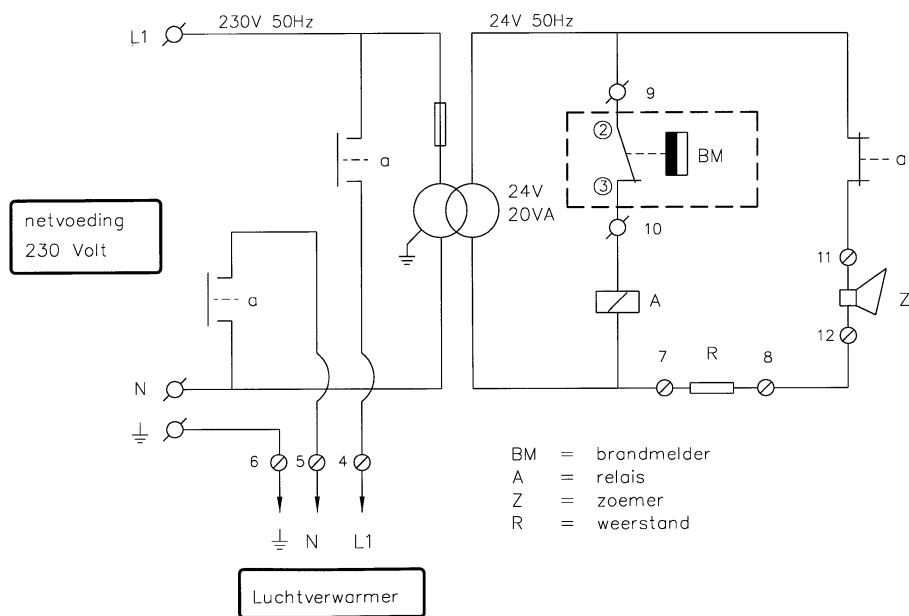 230V 50Hz
24V 50Hz
L1
9
2
a
BM
a
3
24V
20VA
netvoeding
230 Volt
10
11
a
A
Z
12
7 R 8
N
6 5 4
BM = brandmelder
A = relais
Z = zoemer
R = weerstand
N L1
Luchtverwarmer